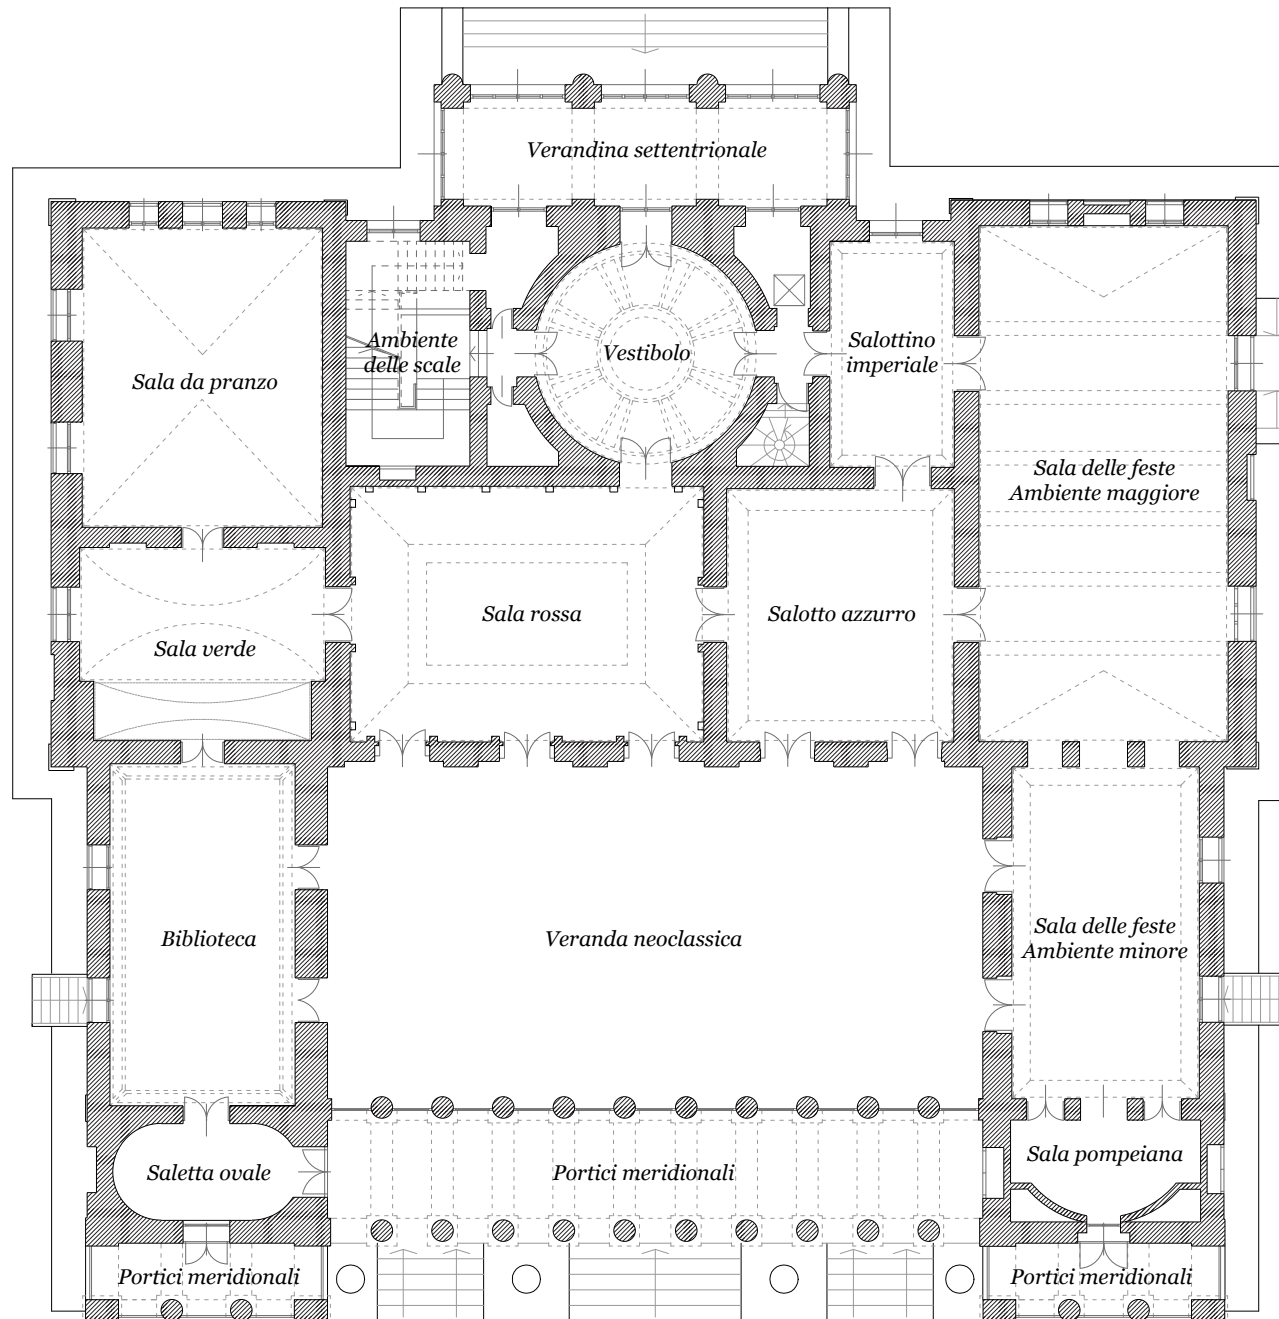 Verandina settentrionale
Ambiente
delle scale
Vestibolo
Salottino
imperiale
Sala da pranzo
Sala delle feste
Ambiente maggiore
Sala rossa
Salotto azzurro
Sala verde
Biblioteca
Veranda neoclassica
Sala delle feste
Ambiente minore
Saletta ovale
Portici meridionali
Sala pompeiana
Portici meridionali
Portici meridionali